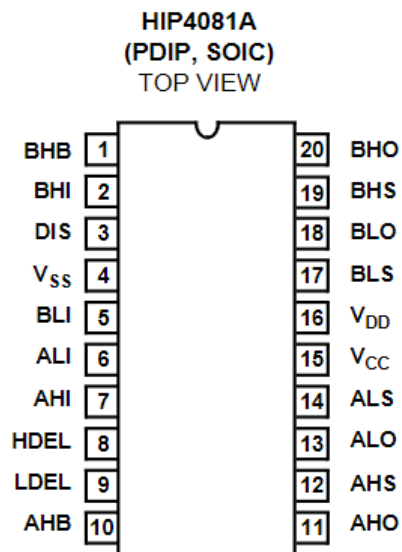 HIP4081A
(PDIP, SOIC)
TOP VIEW
BHB 1 20 BHO
BHI 2 19 BHS
DIS 3 18 BLO
VSS 4 17 BLS
BLI 5 16 VDD
ALI 6 15 VCC
AHI 7 14 ALS
HDEL 8 13 ALO
LDEL 9 12 AHS
AHB 10 11 AHO